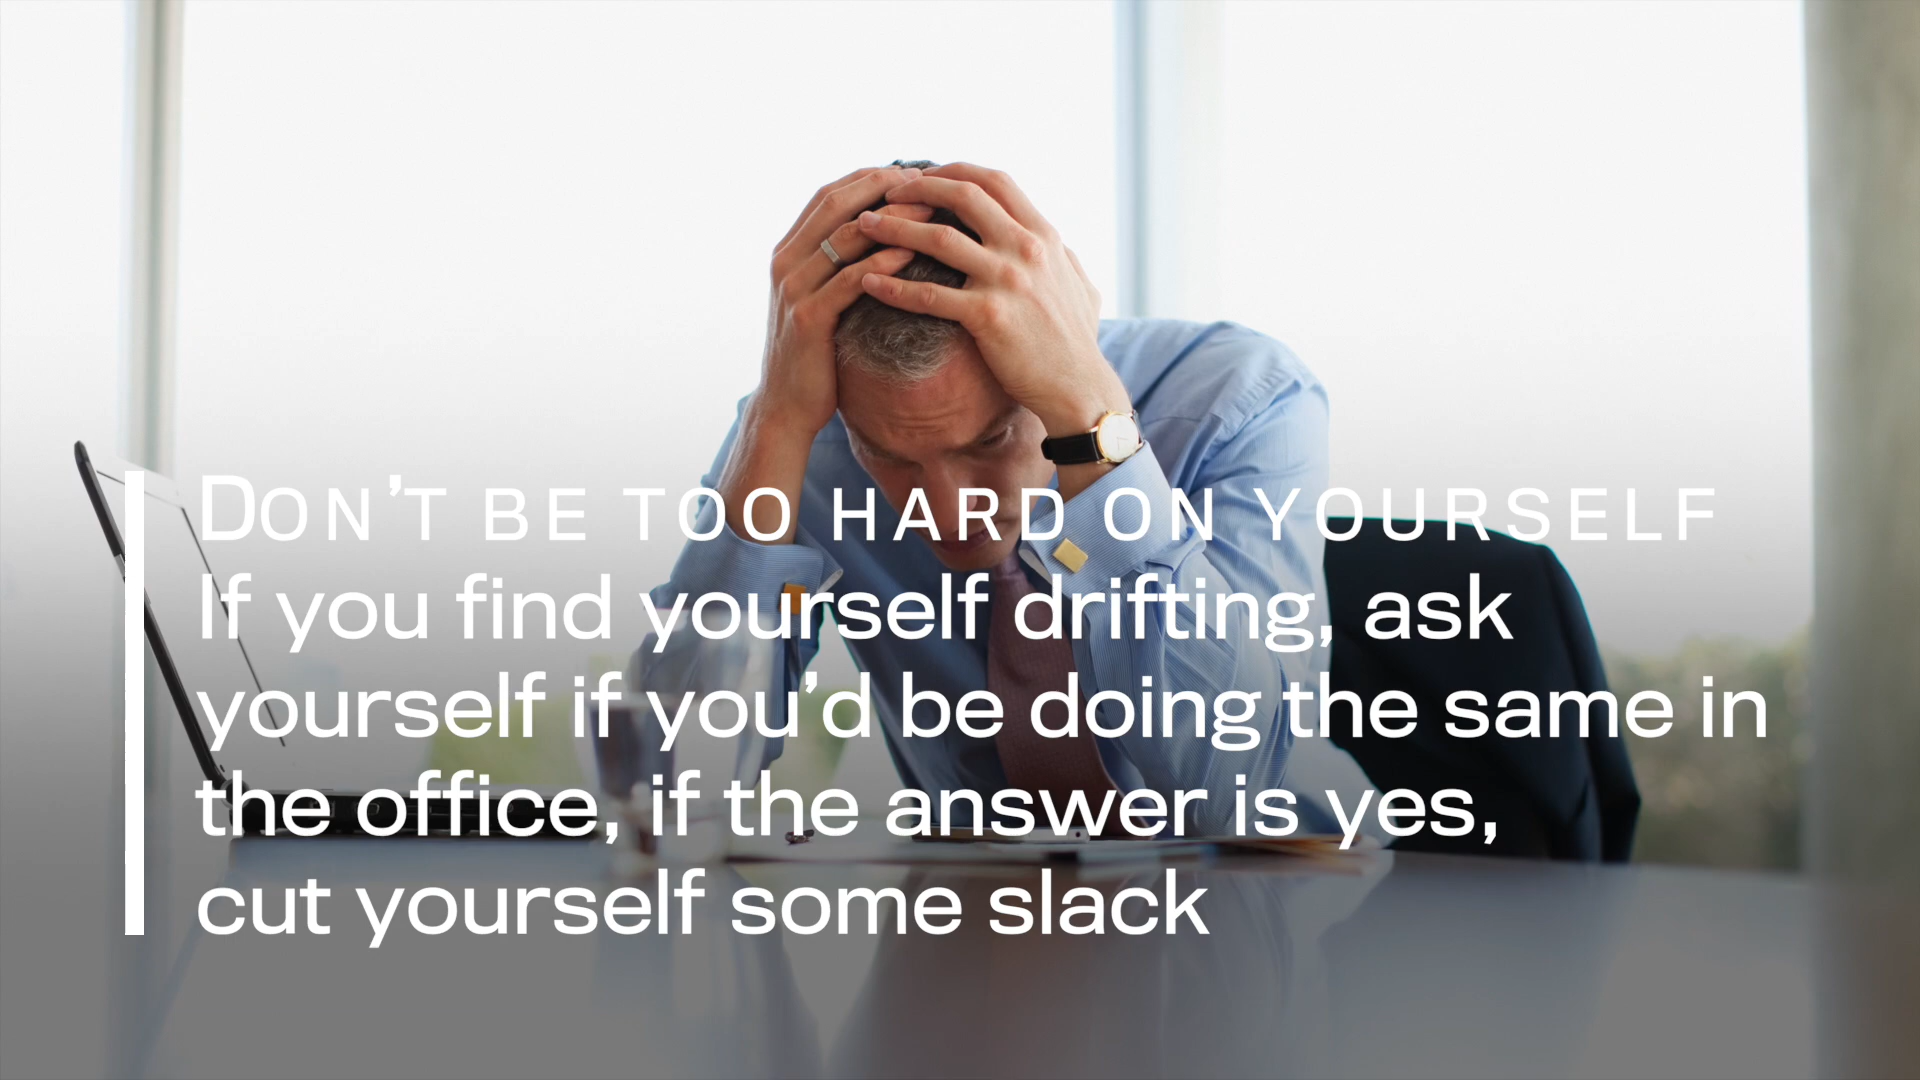 DON'T BE TOO HARD ON YOURSELF
If you find yourself drifting, ask
yourself if you'd be doing the same in
the office, if the answer is yes,
cut yourself some slack